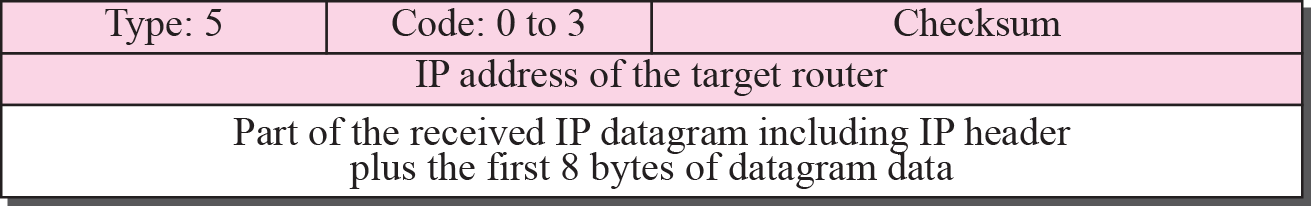 Type: 5 Code: 0 to 3 Checksum
IP address of the target router
Part of the received IP datagram including IP header
plus the first 8 bytes of datagram data